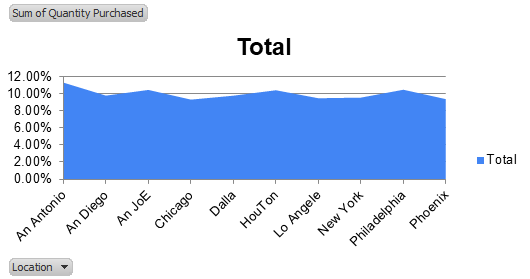 Sum of Quantity Purchased
Total
12.00%
10.00%
8.00%
6.00%
4.00%
2.00%
0.00%
An Antonio
An Diego
An JoE
Chicago
Dalla
HouTon
Lo Angele
New York
Philadelphia
Phoenix
Total
Location